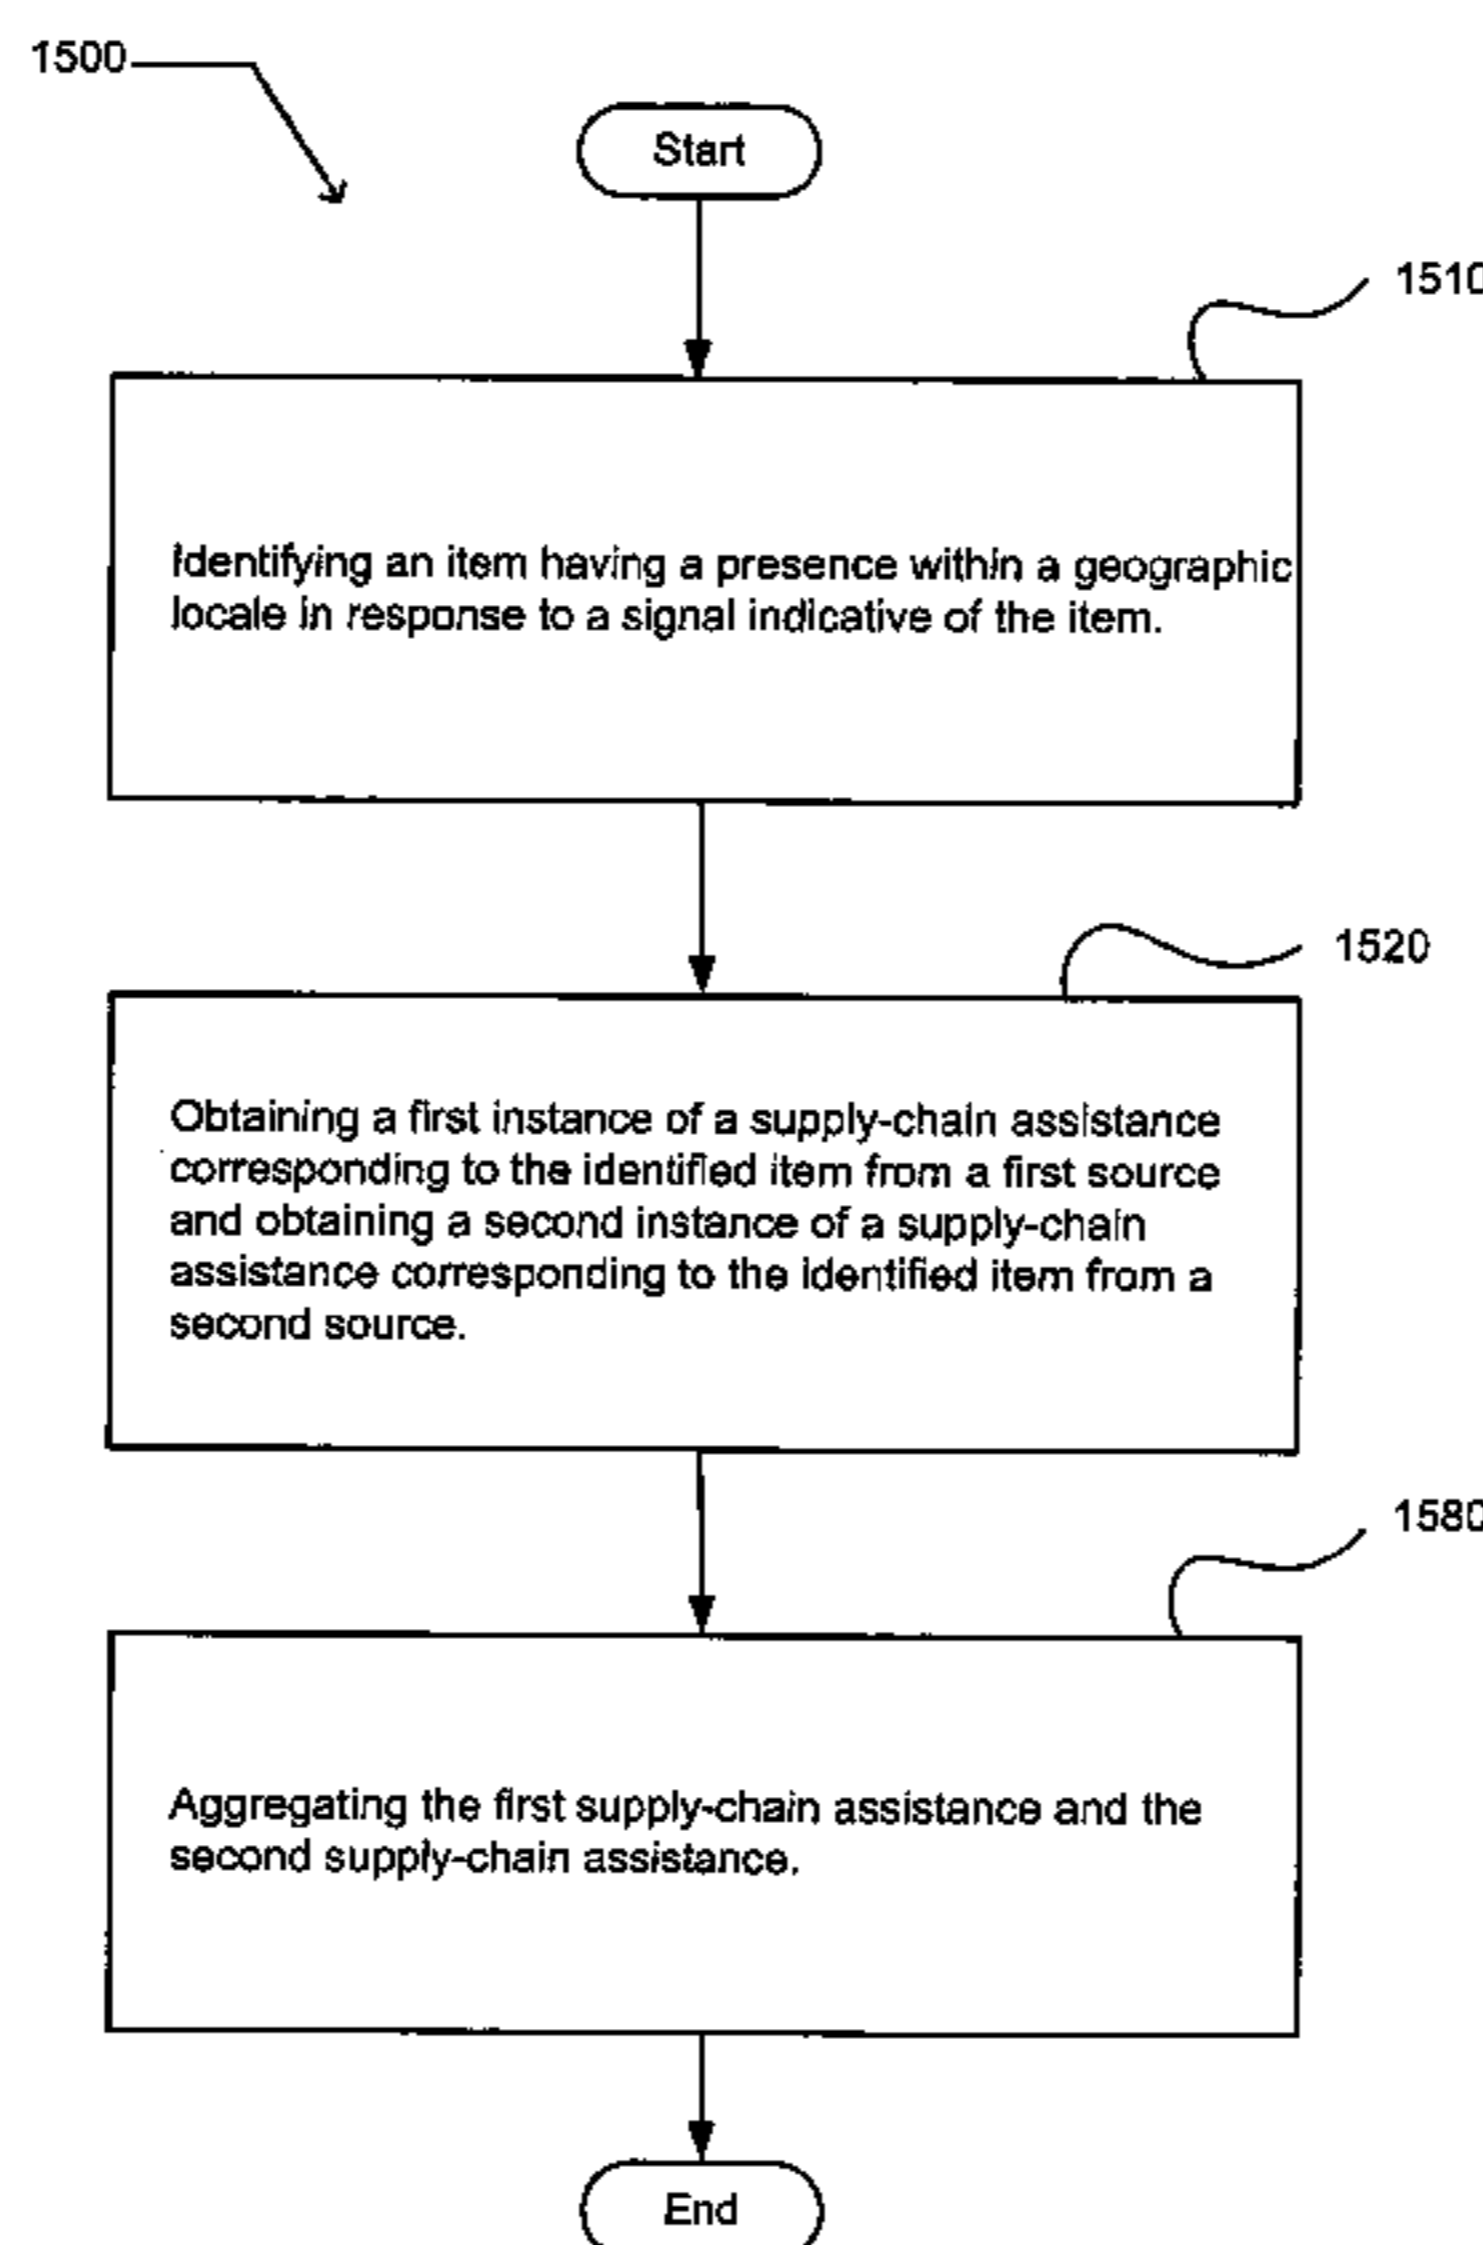 1500
Start
1510
Identifying an item having a presence within a geographic
locale in response to a signal indicative of the item.
1520
Obtaining a first instance of a supply-chain assistance
corresponding to the identified item from a first source
and obtaining a second instance of a supply-chain
assistance corresponding to the identified item from a
second source.
1580
Aggregating the first supply-chain assistance and the
second supply-chain assistance.
End